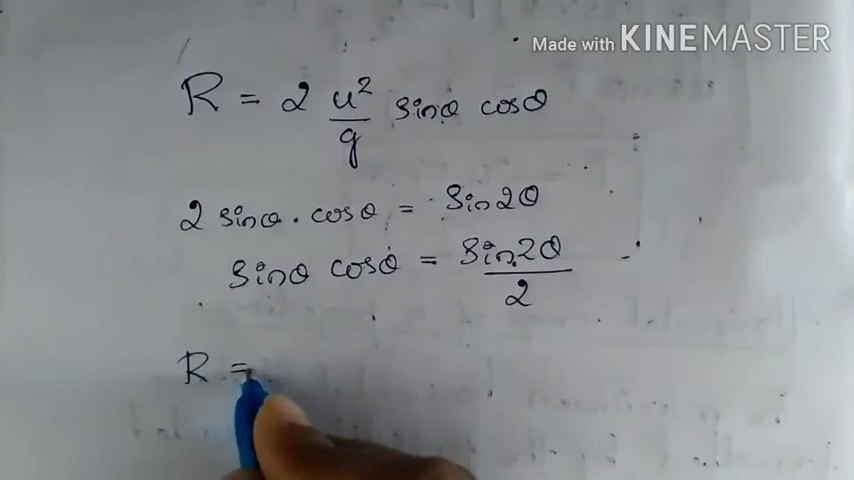 Made with KINEMASTER
R = 2 u²/g sinθ cosθ
2 sinθ . cosθ = Sin2θ
sinθ cosθ = Sin2θ/2
R =